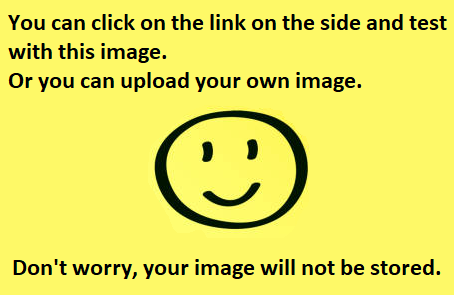 You can click on the link on the side and test
with this image.
Or you can upload your own image.
Don't worry, your image will not be stored.